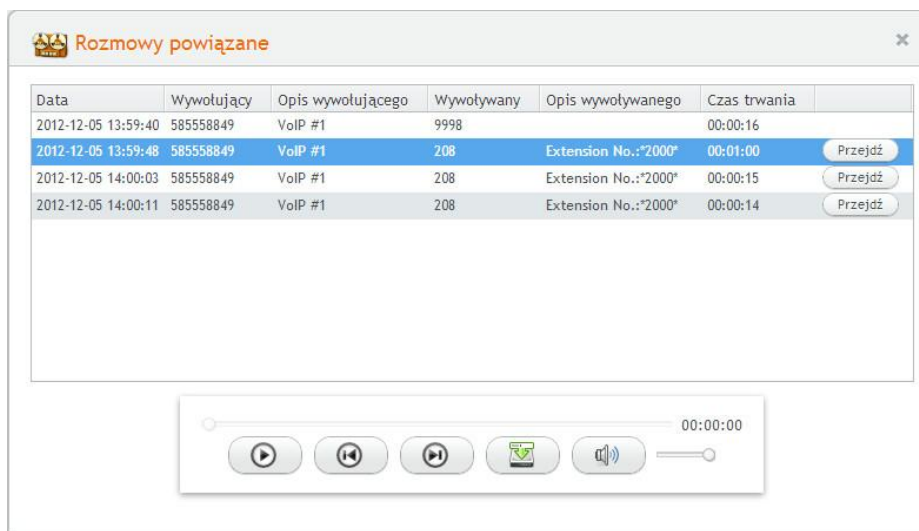 Rozmowy powiązane
Data Wywołujący Opis wywołującego Wywoływany Opis wywoływanego Czas trwania
2012-12-05 13:59:40 585558849 VoIP #1 9998 00:00:16
2012-12-05 13:59:48 585558849 VoIP #1 208 Extension No.:"2000" 00:01:00 Przejdź
2012-12-05 14:00:03 585558849 VoIP #1 208 Extension No.:"2000" 00:00:15 Przejdź
2012-12-05 14:00:11 585558849 VoIP #1 208 Extension No.:"2000" 00:00:14 Przejdź
00:00:00